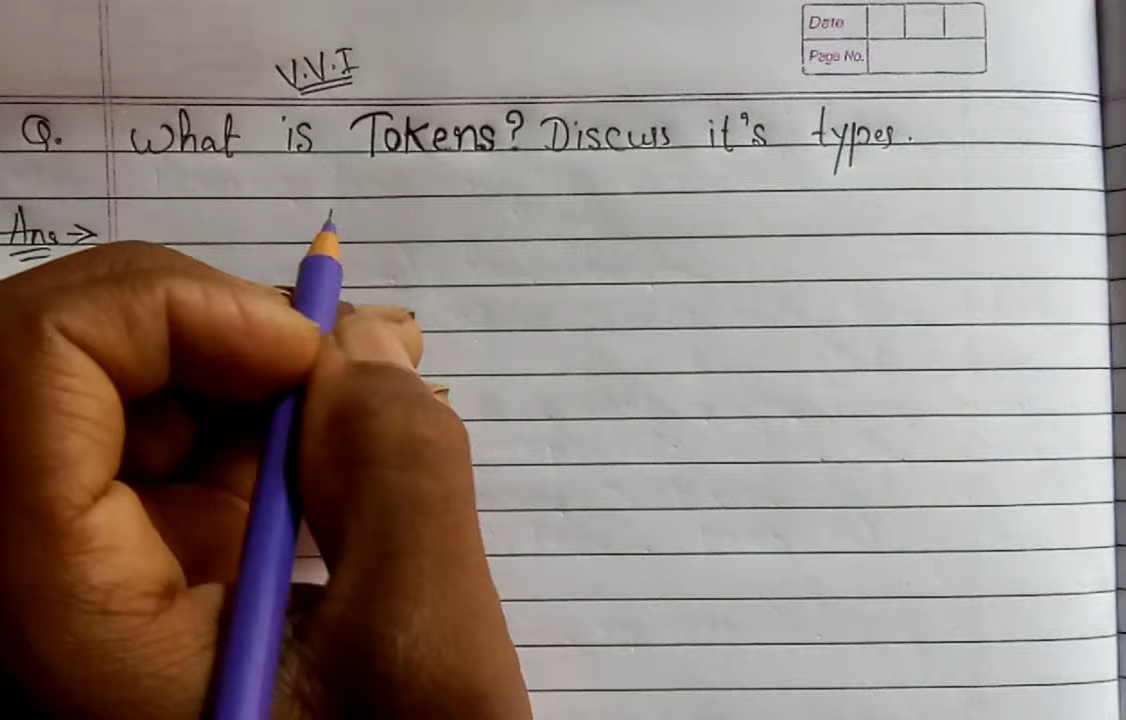 Date
Page No.
V.V.I
Q. What is Tokens? Discuss it's types.
Ans →